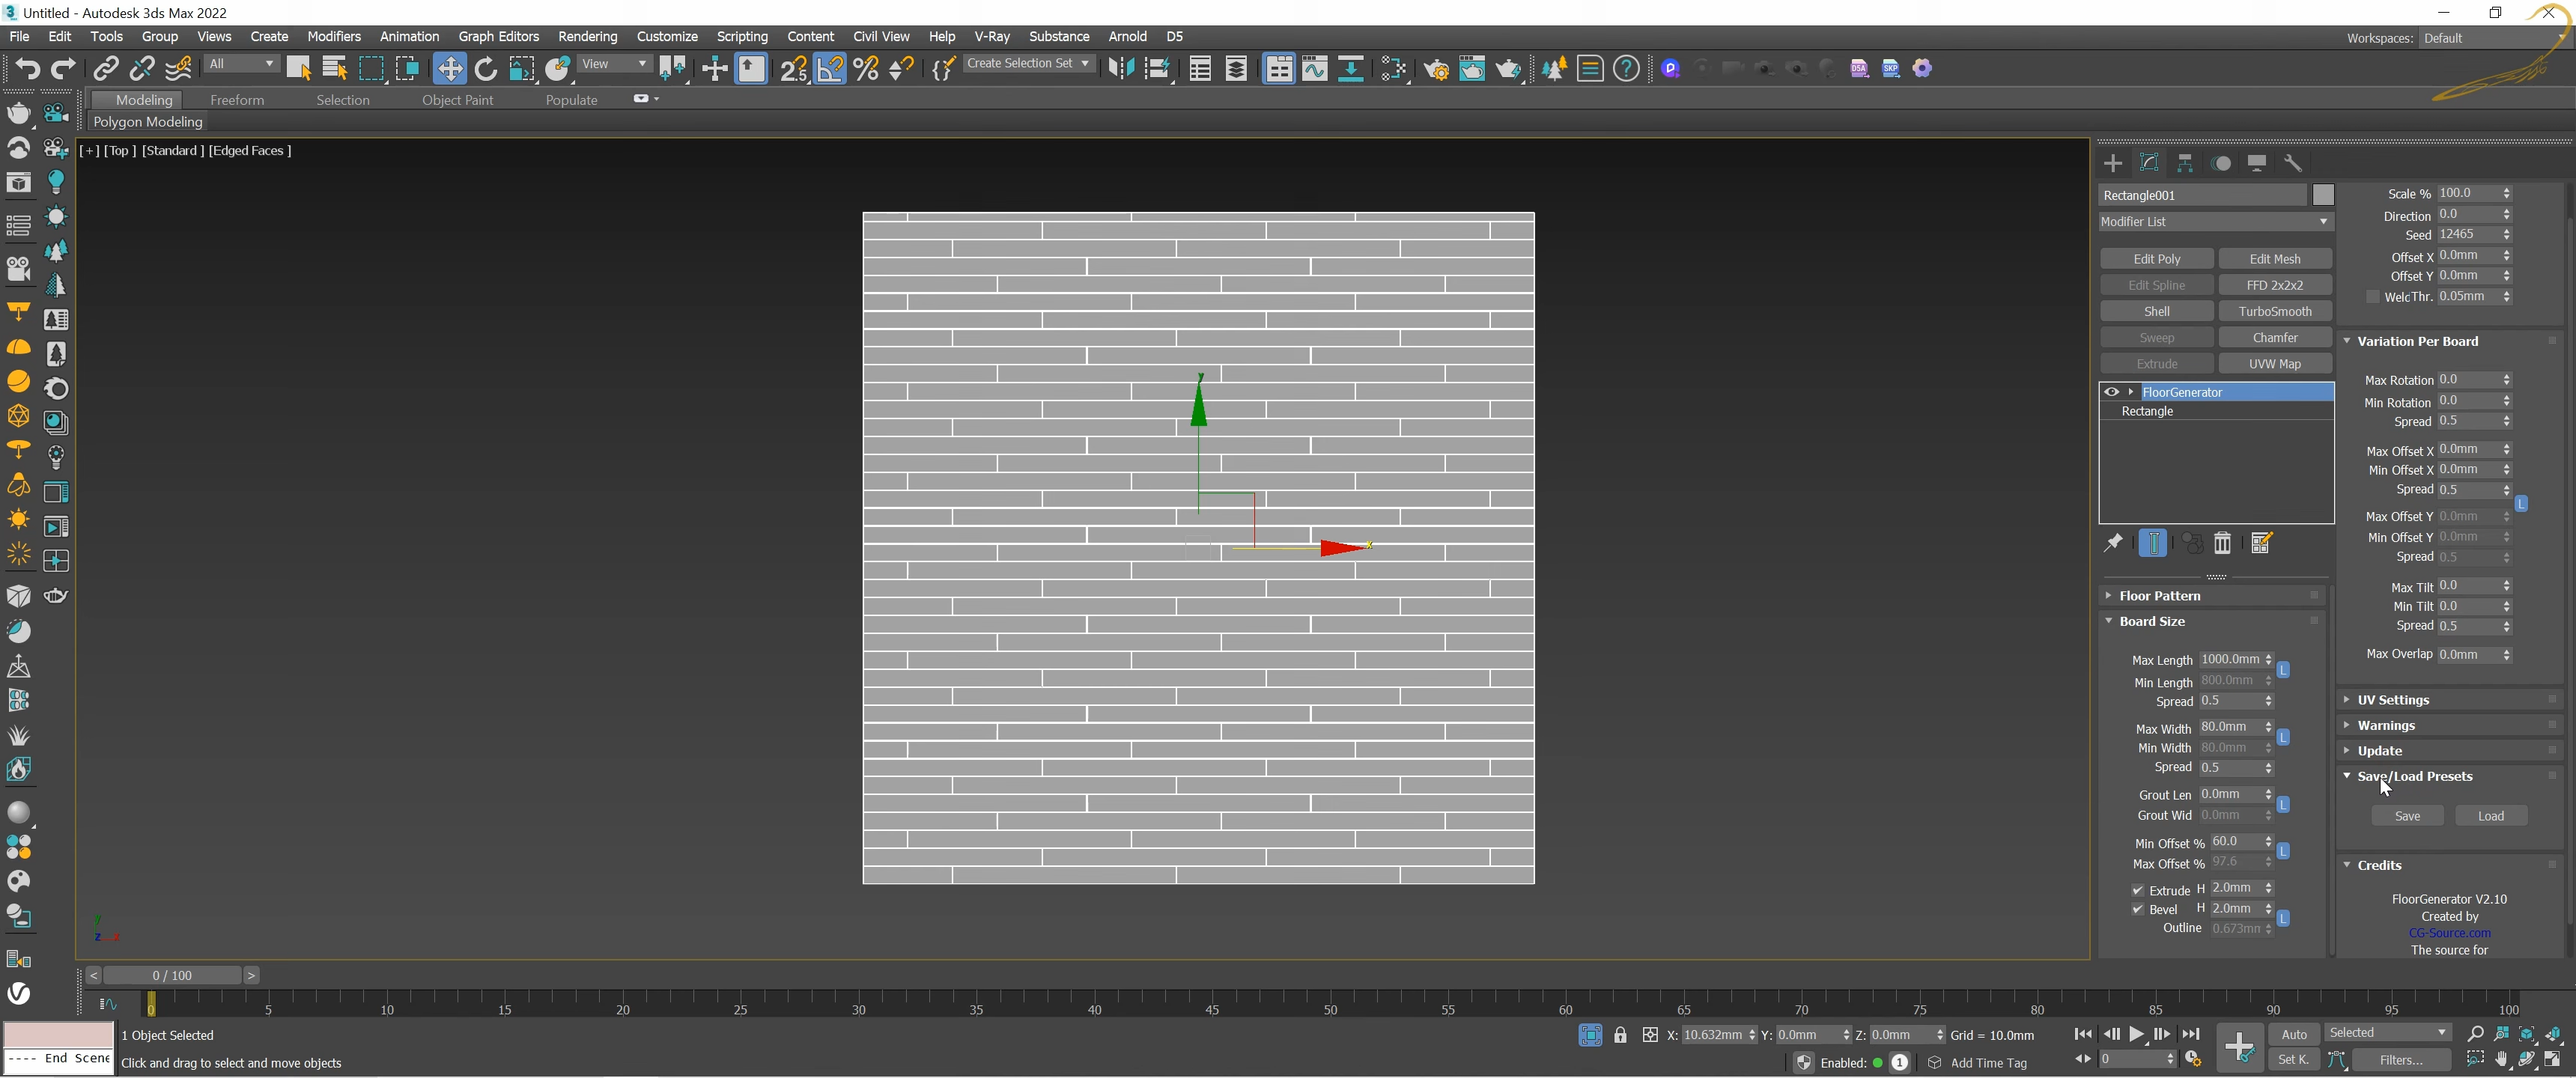 3 Untitled - Autodesk 3ds Max 2022
File Edit Tools Group Views Create Modifiers Animation Graph Editors Rendering Customize Scripting Content Civil View Help V-Ray Substance Arnold D5
Workspaces: Default
All View Create Selection Set
Modeling Freeform Selection Object Paint Populate
Polygon Modeling
[+] [Top ] [Standard ] [Edged Faces ]
y
x
Rectangle001
Modifier List
Edit Poly Edit Mesh
Edit Spline FFD 2x2x2
Shell TurboSmooth
Sweep Chamfer
Extrude UVW Map
FloorGenerator
Rectangle
Floor Pattern
Board Size
Max Length 1000.0mm L
Min Length 800.0mm
Spread 0.5
Max Width 80.0mm L
Min Width 80.0mm
Spread 0.5
Grout Len 0.0mm L
Grout Wid 0.0mm
Min Offset % 60.0 L
Max Offset % 97.6
Extrude H 2.0mm
Bevel H 2.0mm L
Outline 0.673mm
Scale % 100.0
Direction 0.0
Seed 12465
Offset X 0.0mm
Offset Y 0.0mm
Weld Thr. 0.05mm
Variation Per Board
Max Rotation 0.0
Min Rotation 0.0
Spread 0.5
Max Offset X 0.0mm
Min Offset X 0.0mm
Spread 0.5 L
Max Offset Y 0.0mm
Min Offset Y 0.0mm
Spread 0.5
Max Tilt 0.0
Min Tilt 0.0
Spread 0.5
Max Overlap 0.0mm
UV Settings
Warnings
Update
Save/Load Presets
Save Load
Credits
FloorGenerator V2.10
Created by
CG-Source.com
The source for
< 0 / 100 >
0 5 10 15 20 25 30 35 40 45 50 55 60 65 70 75 80 85 90 95 100
1 Object Selected
---- End Scene
Click and drag to select and move objects
X: 10.632mm Y: 0.0mm Z: 0.0mm Grid = 10.0mm
Enabled: 1 Add Time Tag
0
Auto Selected
Set K. Filters...